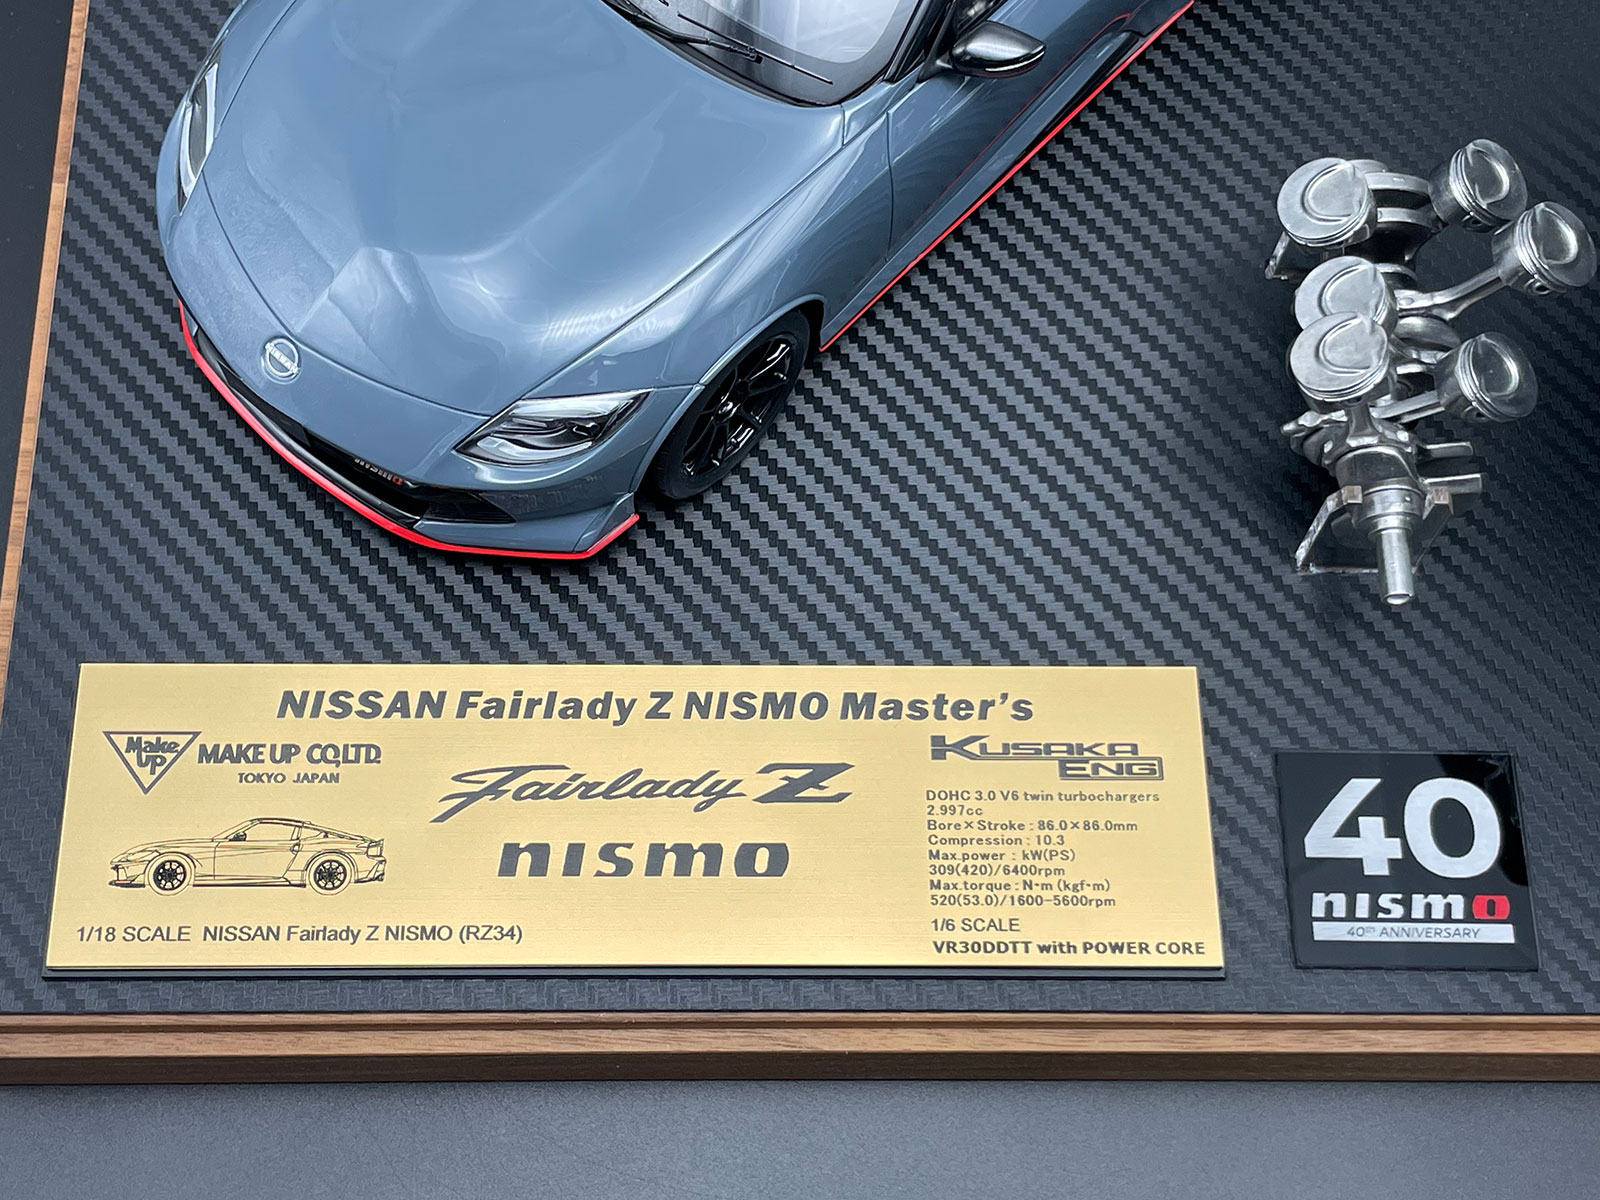 NISSAN
nismo
NISSAN Fairlady Z NISMO Master's
Make Up
MAKE UP CO.,LTD.
TOKYO JAPAN
Fairlady Z
nismo
1/18 SCALE NISSAN Fairlady Z NISMO (RZ34)
KUSAKA
ENG
DOHC 3.0 V6 twin turbochargers
2.997cc
Bore×Stroke : 86.0×86.0mm
Compression : 10.3
Max.power : kW(PS)
309(420)/6400rpm
Max.torque : N·m (kgf·m)
520(53.0)/1600-5600rpm
1/6 SCALE
VR30DDTT with POWER CORE
40
nismo
40TH ANNIVERSARY